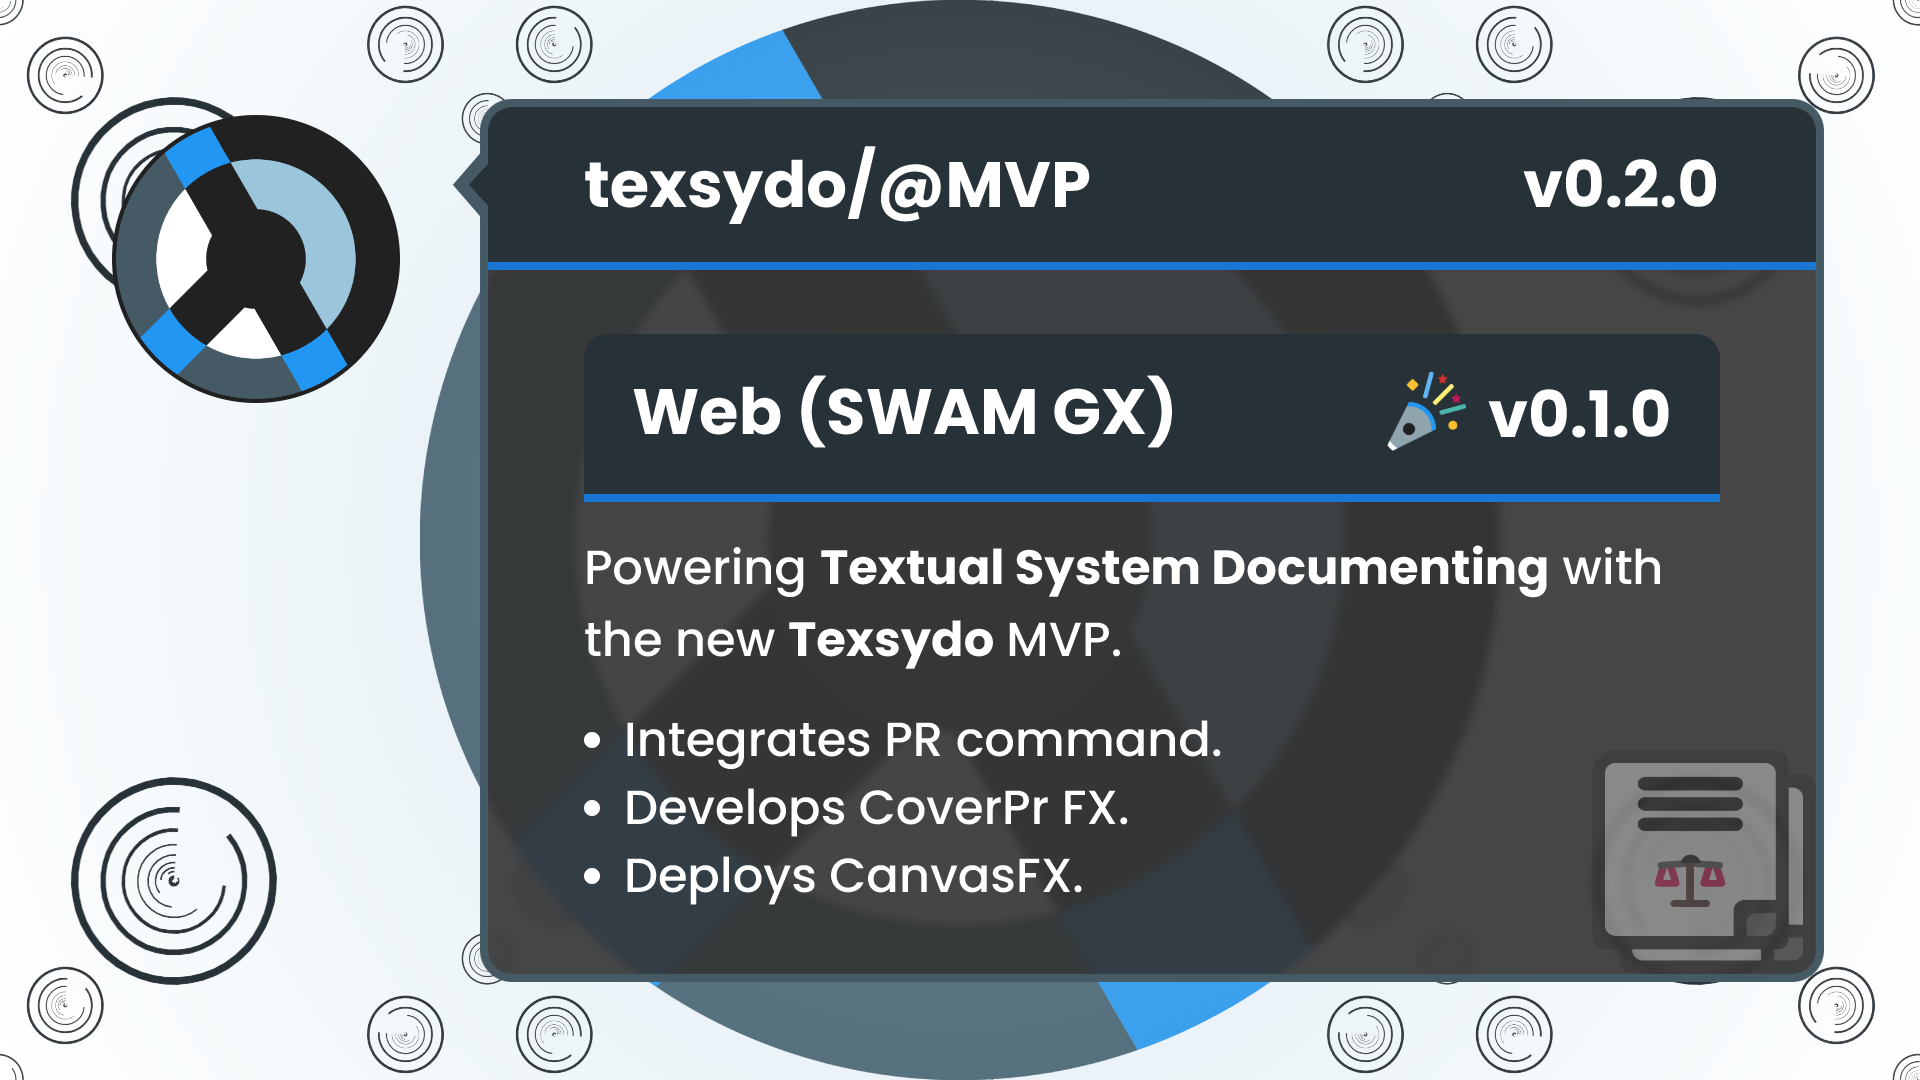 texsydo/@MVP
v0.2.0
Web (SWAM GX)
v0.1.0
Powering Textual System Documenting with
the new Texsydo MVP.
• Integrates PR command.
• Develops CoverPr FX.
• Deploys CanvasFX.